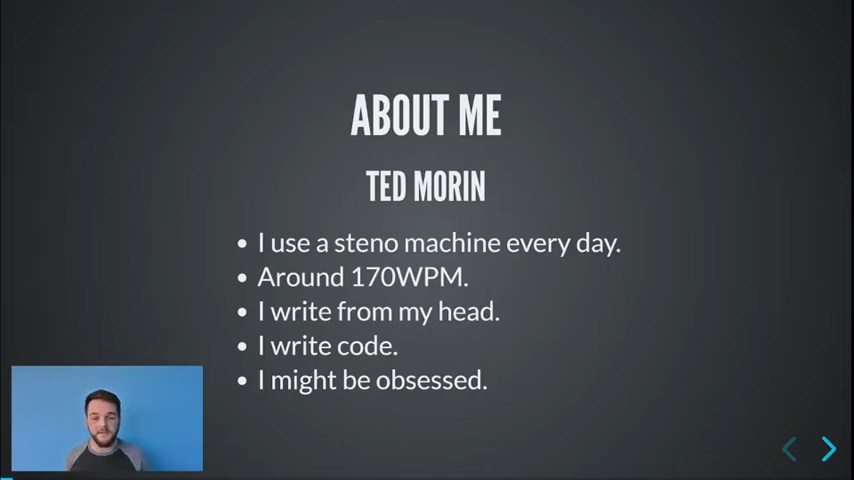 ABOUT ME
TED MORIN
• I use a steno machine every day.
• Around 170WPM.
• I write from my head.
• I write code.
• I might be obsessed.